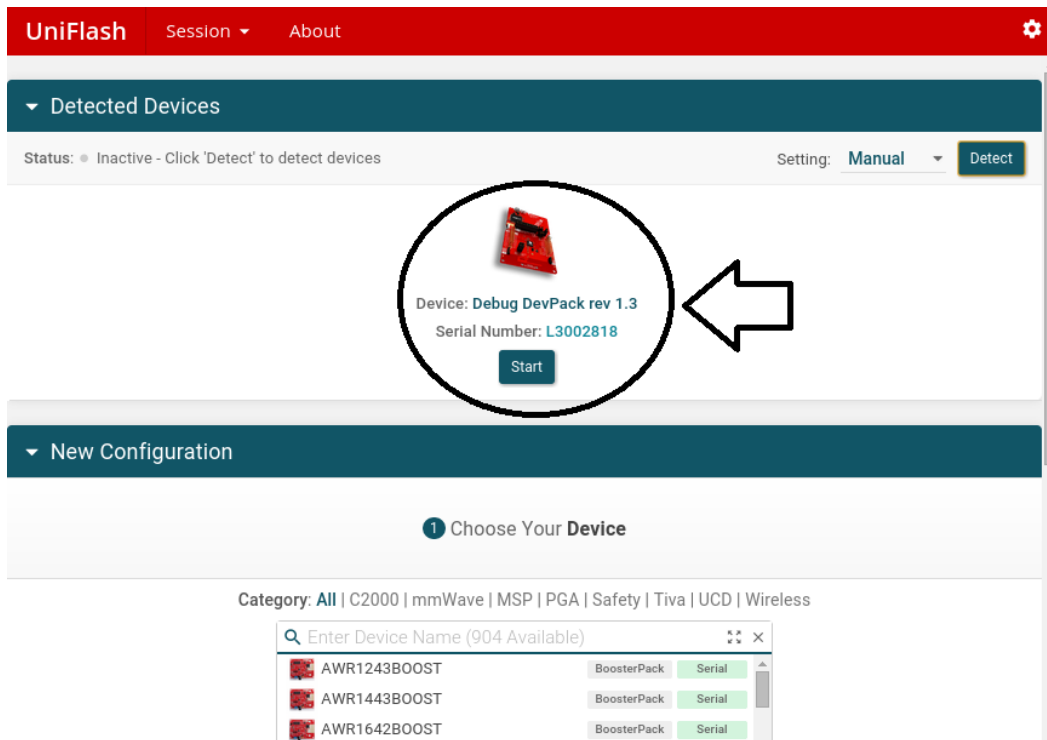 UniFlash Session About
Detected Devices
Status: Inactive - Click 'Detect' to detect devices Setting: Manual Detect
Device: Debug DevPack rev 1.3
Serial Number: L3002818
Start
New Configuration
1 Choose Your Device
Category: All | C2000 | mmWave | MSP | PGA | Safety | Tiva | UCD | Wireless
Enter Device Name (904 Available)
AWR1243BOOST BoosterPack Serial
AWR1443BOOST BoosterPack Serial
AWR1642BOOST BoosterPack Serial